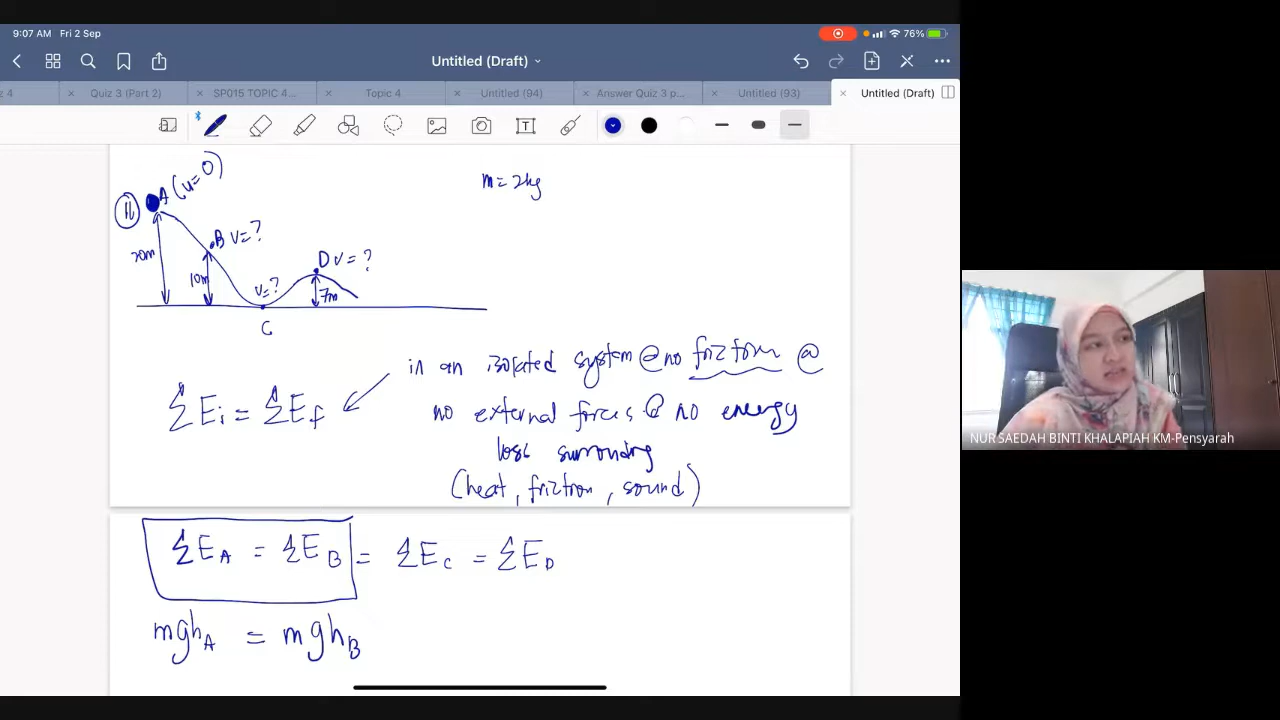 9:07 AM Fri 2 Sep
76%
Untitled (Draft)
z 4
Quiz 3 (Part 2)
SP015 TOPIC 4...
Topic 4
Untitled (94)
Answer Quiz 3 p...
Untitled (93)
Untitled (Draft)
A (u=0)
m = 2kg
11
B v=?
20m
10m
D v = ?
v=?
7m
C
in an isolated system @ no friction @
ΣEi = ΣEf
no external forces @ no energy
loss surronding
(heat, friction, sound)
ΣEA = ΣEB = ΣEC = ΣED
mghA = mghB
NUR SAEDAH BINTI KHALAPIAH KM-Pensyarah